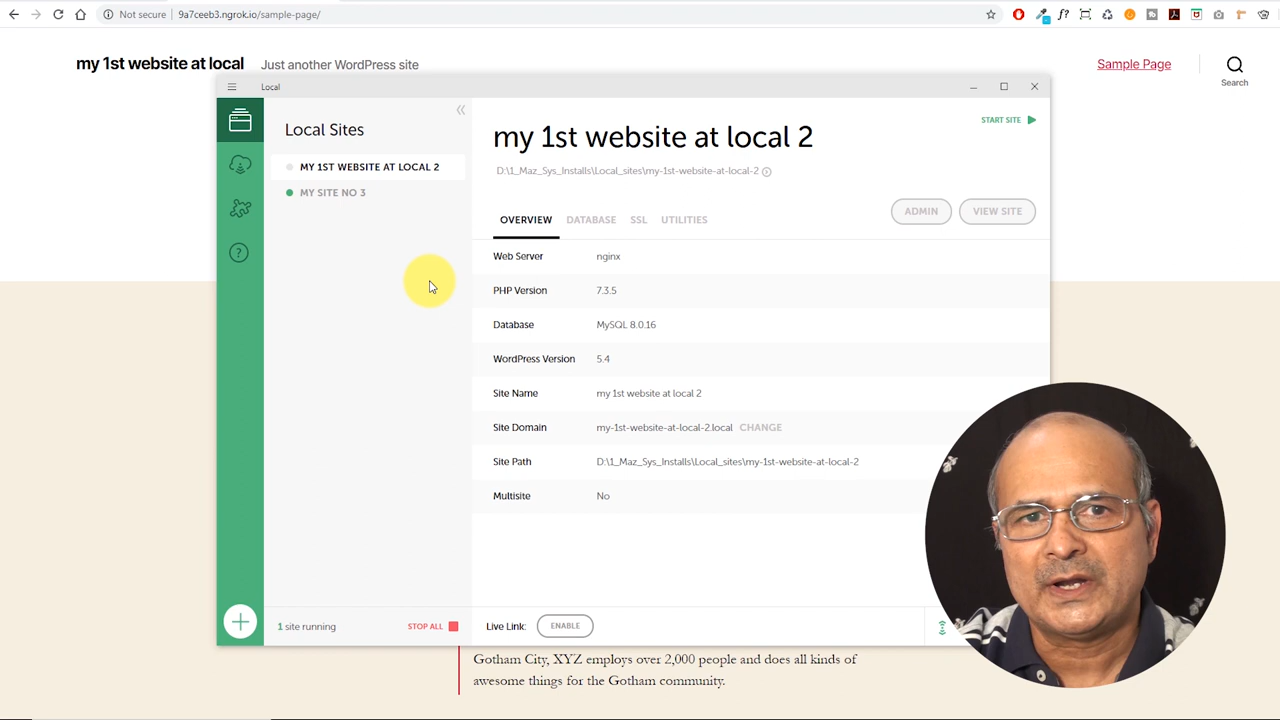 Not secure | 9a7ceeb3.ngrok.io/sample-page/
my 1st website at local Just another WordPress site Sample Page Search
Local
Local Sites
MY 1ST WEBSITE AT LOCAL 2
MY SITE NO 3
my 1st website at local 2 START SITE
D:\1_Maz_Sys_Installs\Local_sites\my-1st-website-at-local-2
ADMIN VIEW SITE
OVERVIEW DATABASE SSL UTILITIES
Web Server nginx
PHP Version 7.3.5
Database MySQL 8.0.16
WordPress Version 5.4
Site Name my 1st website at local 2
Site Domain my-1st-website-at-local-2.local CHANGE
Site Path D:\1_Maz_Sys_Installs\Local_sites\my-1st-website-at-local-2
Multisite No
1 site running STOP ALL Live Link: ENABLE
Gotham City, XYZ employs over 2,000 people and does all kinds of
awesome things for the Gotham community.